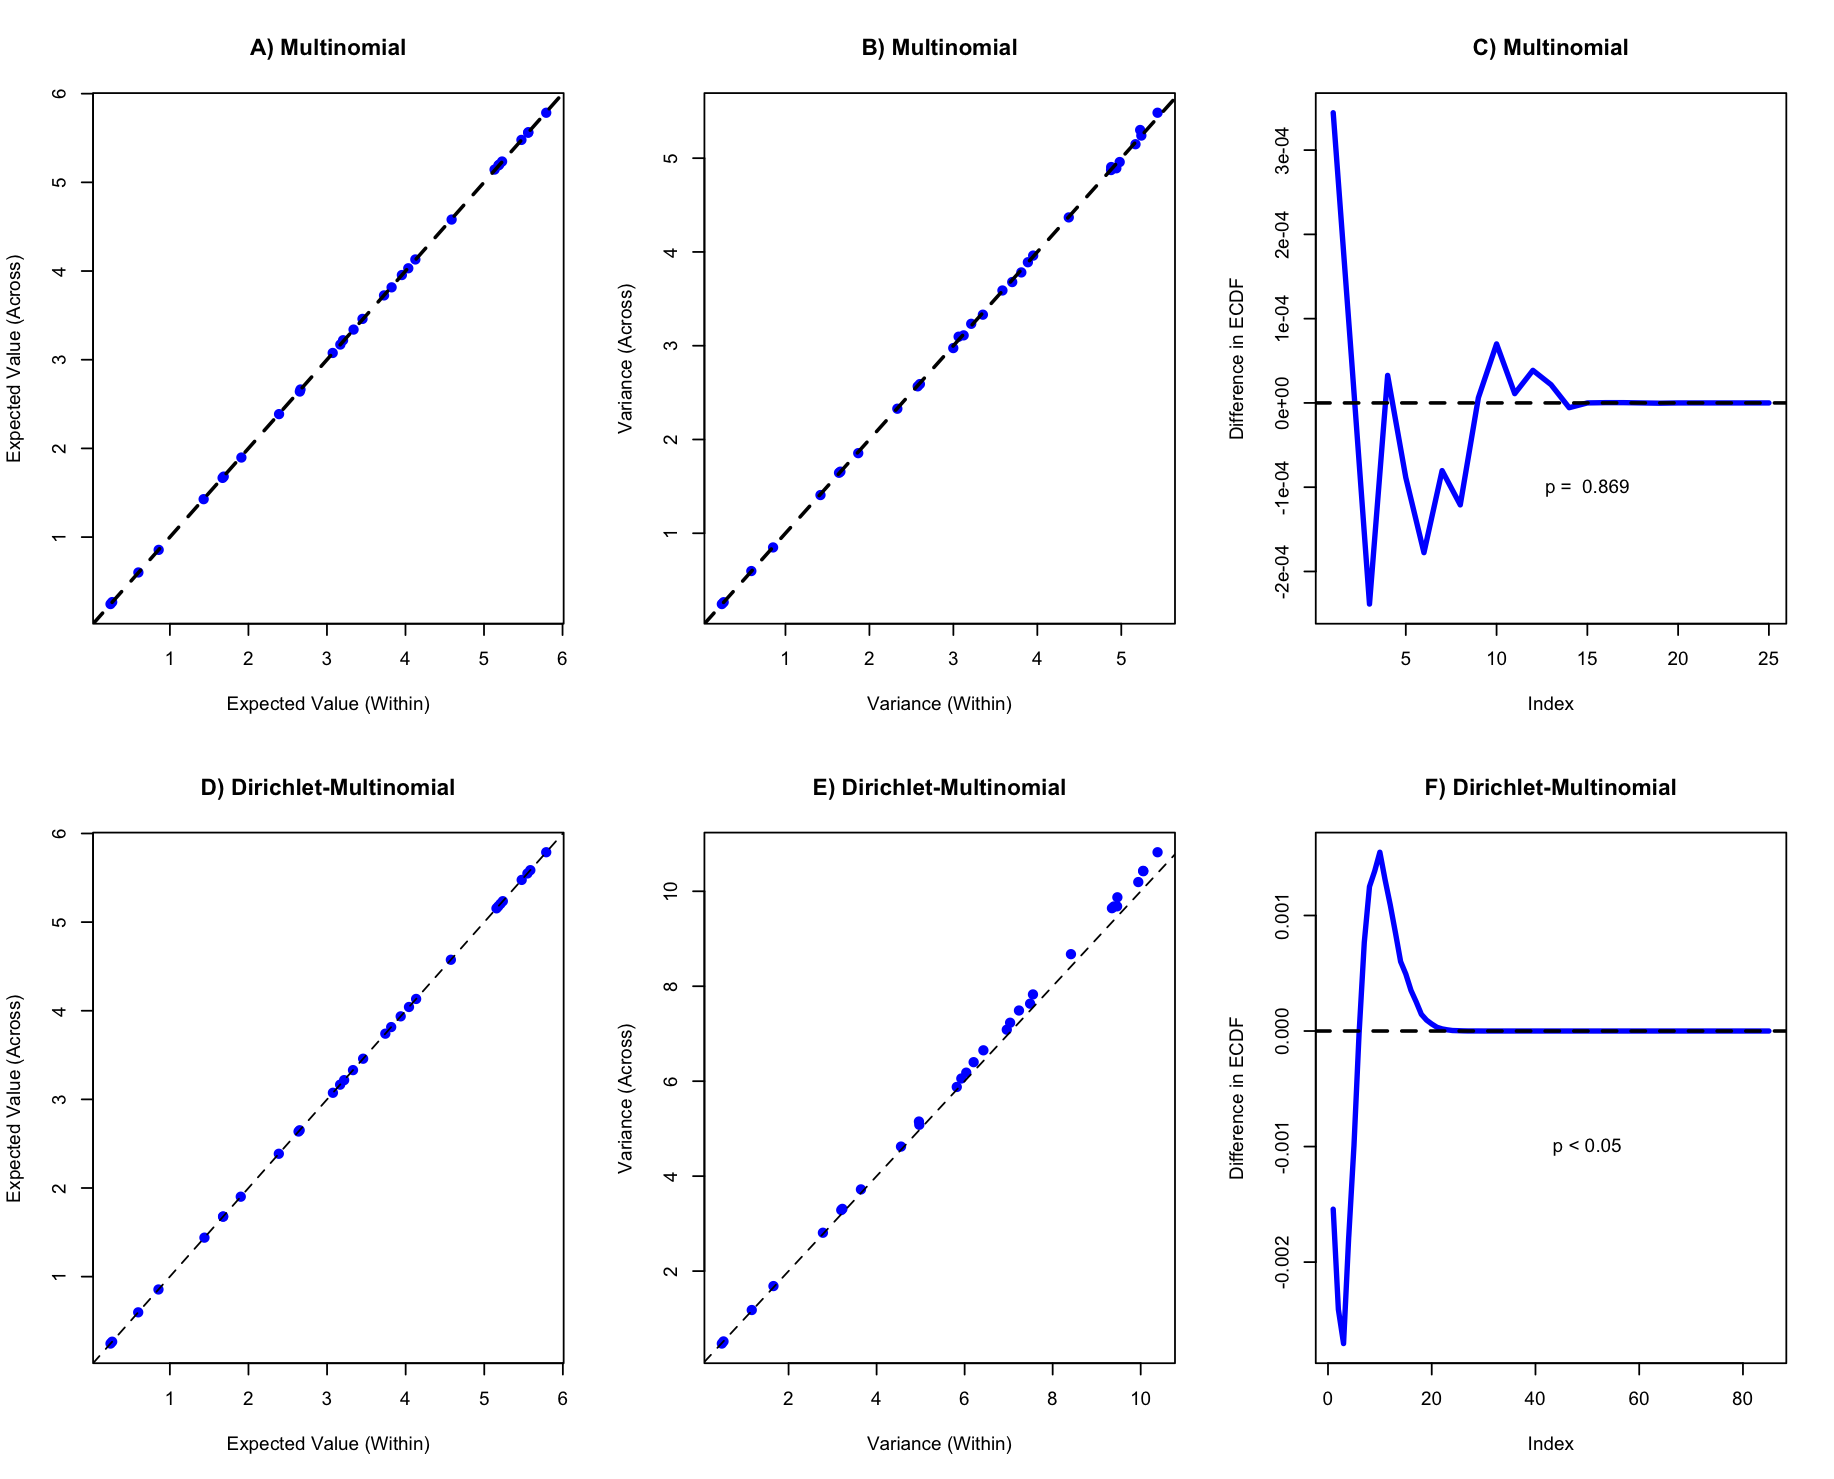 A) Multinomial
Expected Value (Across)
1
2
3
4
5
6
1
2
3
4
5
6
Expected Value (Within)
B) Multinomial
Variance (Across)
1
2
3
4
5
1
2
3
4
5
Variance (Within)
C) Multinomial
Difference in ECDF
-2e-04
-1e-04
0e+00
1e-04
2e-04
3e-04
p =  0.869
5
10
15
20
25
Index
D) Dirichlet-Multinomial
Expected Value (Across)
1
2
3
4
5
6
1
2
3
4
5
6
Expected Value (Within)
E) Dirichlet-Multinomial
Variance (Across)
2
4
6
8
10
2
4
6
8
10
Variance (Within)
F) Dirichlet-Multinomial
Difference in ECDF
-0.002
-0.001
0.000
0.001
p < 0.05
0
20
40
60
80
Index